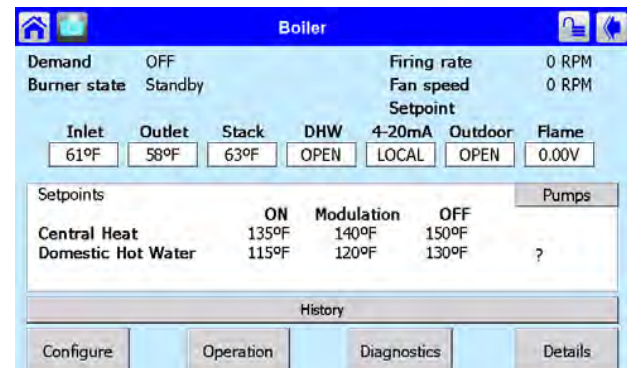 Boiler
Demand OFF Firing rate 0 RPM
Burner state Standby Fan speed 0 RPM
Setpoint
Inlet Outlet Stack DHW 4-20mA Outdoor Flame
61ºF 58ºF 63ºF OPEN LOCAL OPEN 0.00V
Setpoints Pumps
ON Modulation OFF
Central Heat 135ºF 140ºF 150ºF
Domestic Hot Water 115ºF 120ºF 130ºF ?
History
Configure Operation Diagnostics Details